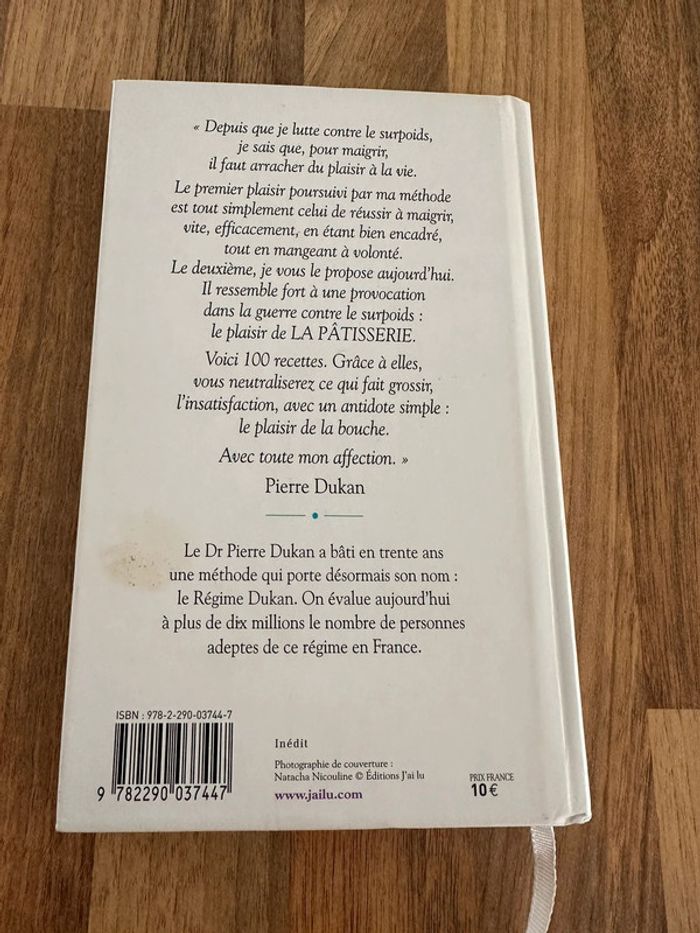 « Depuis que je lutte contre le surpoids,
je sais que, pour maigrir,
il faut arracher du plaisir à la vie.
Le premier plaisir poursuivi par ma méthode
est tout simplement celui de réussir à maigrir,
vite, efficacement, en étant bien encadré,
tout en mangeant à volonté.
Le deuxième, je vous le propose aujourd'hui.
Il ressemble fort à une provocation
dans la guerre contre le surpoids :
le plaisir de LA PÂTISSERIE.
Voici 100 recettes. Grâce à elles,
vous neutraliserez ce qui fait grossir,
l'insatisfaction, avec un antidote simple :
le plaisir de la bouche.
Avec toute mon affection. »
Pierre Dukan
Le Dr Pierre Dukan a bâti en trente ans
une méthode qui porte désormais son nom :
le Régime Dukan. On évalue aujourd'hui
à plus de dix millions le nombre de personnes
adeptes de ce régime en France.
ISBN : 978-2-290-03744-7
9 782290 037447
Inédit
Photographie de couverture :
Natacha Nicouline © Éditions J'ai lu
www.jailu.com
PRIX FRANCE
10 €